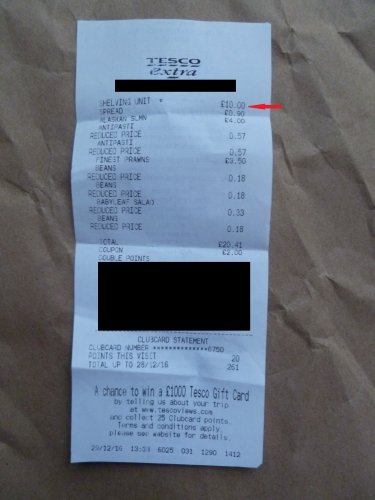 TESCO
extra
SHELVING UNIT * £10.00
SPREAD £0.90
ALASKAN SLMN £4.00
ANTIPASTI
REDUCED PRICE 0.57
ANTIPASTI
REDUCED PRICE 0.57
FINEST PRAWNS £3.50
BEANS
REDUCED PRICE 0.18
BEANS
REDUCED PRICE 0.18
BABYLEAF SALAD
REDUCED PRICE 0.33
BEANS
REDUCED PRICE 0.18
TOTAL £20.41
COUPON £2.00
DOUBLE POINTS
CLUBCARD STATEMENT
CLUBCARD NUMBER **************6750
POINTS THIS VISIT 20
TOTAL UP TO 28/12/16 261
A chance to win a £1000 Tesco Gift Card
by telling us about your trip
at www.tescoviews.com
and collect 25 Clubcard points.
Terms and conditions apply,
please see website for details.
29/12/16 6025 031 1290 1412